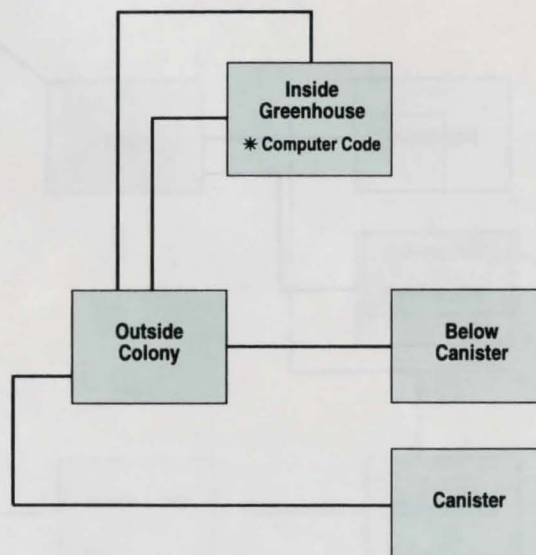 Inside
Greenhouse
✳ Computer Code
Outside
Colony
Below
Canister
Canister